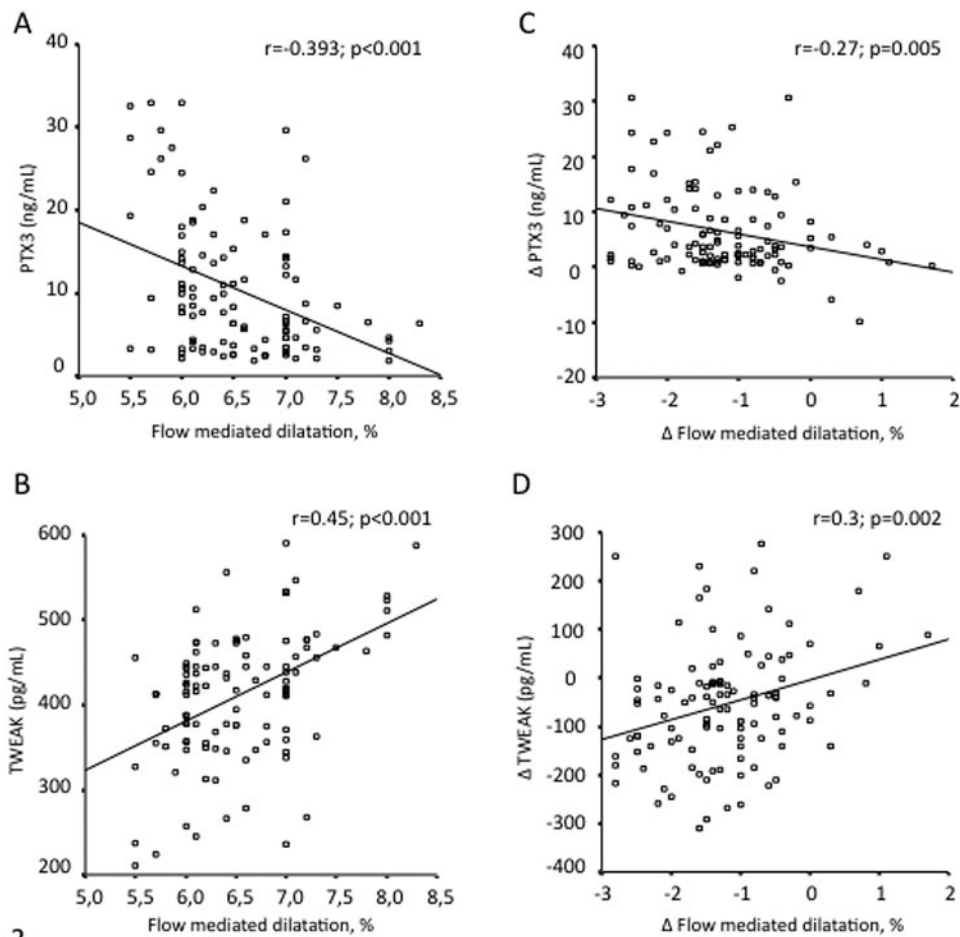 A
r=-0.393; p<0.001
PTX3 (ng/mL)
40
30
20
10
0
5,0 5,5 6,0 6,5 7,0 7,5 8,0 8,5
Flow mediated dilatation, %
C
r=-0.27; p=0.005
Δ PTX3 (ng/mL)
40
30
20
10
0
-10
-20
-3 -2 -1 0 1 2
Δ Flow mediated dilatation, %
B
r=0.45; p<0.001
TWEAK (pg/mL)
600
500
400
300
200
5,0 5,5 6,0 6,5 7,0 7,5 8,0 8,5
Flow mediated dilatation, %
D
r=0.3; p=0.002
Δ TWEAK (pg/mL)
300
200
100
0
-100
-200
-300
-400
-3 -2 -1 0 1 2
Δ Flow mediated dilatation, %